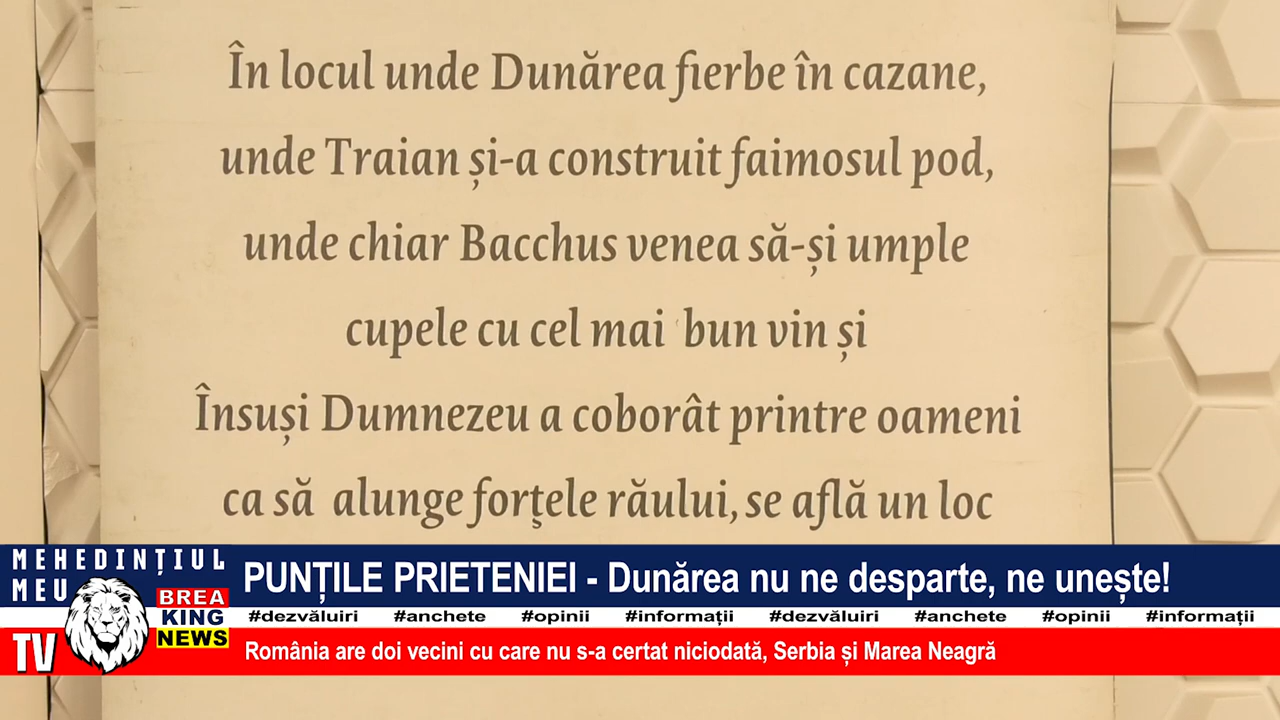 În locul unde Dunărea fierbe în cazane,
unde Traian și-a construit faimosul pod,
unde chiar Bacchus venea să-și umple
cupele cu cel mai bun vin și
Însuși Dumnezeu a coborât printre oameni
ca să alunge forțele răului, se află un loc
MEHEDINȚIUL
MEU
TV
BREA
KING
NEWS
PUNȚILE PRIETENIEI - Dunărea nu ne desparte, ne unește!
#dezvăluiri #anchete #opinii #informații #dezvăluiri #anchete #opinii #informații
România are doi vecini cu care nu s-a certat niciodată, Serbia și Marea Neagră